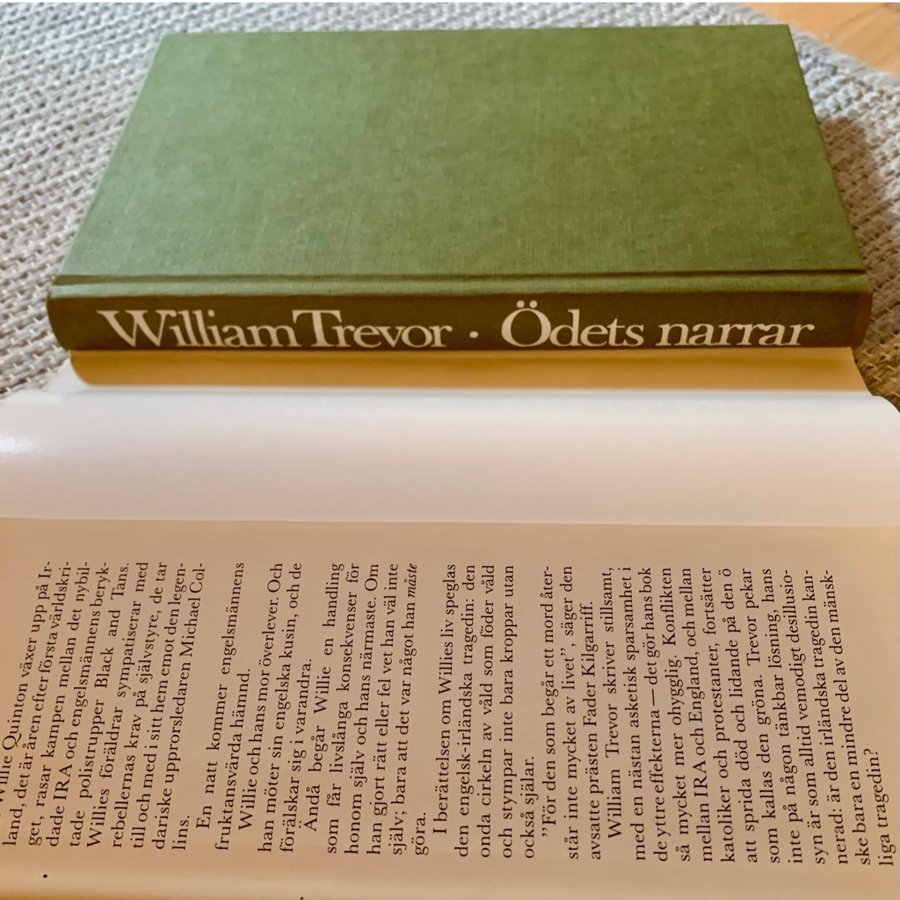 William Trevor · Ödets narrar
Willie Quinton växer upp på Ir-
land, det är åren efter första världskri-
get, rasar kampen mellan det nybil-
dade IRA och engelsmännens beryk-
tade polistrupper Black and Tans.
Willies föräldrar sympatiserar med
rebellernas krav på självstyre, de tar
till och med i sitt hem emot den legen-
dariske upprorsledaren Michael Col-
lins.
En natt kommer engelsmännens
fruktansvärda hämnd.
Willie och hans mor överlever. Och
han möter sin engelska kusin, och de
förälskar sig i varandra.
Ändå begår Willie en handling
som får livslånga konsekvenser för
honom själv och hans närmaste. Om
han gjort rätt eller fel vet han väl inte
själv; bara att det var något han måste
göra.
I berättelsen om Willies liv speglas
den engelsk-irländska tragedin: den
onda cirkeln av våld som föder våld
och stympar inte bara kroppar utan
också själar.
"För den som begår ett mord åter-
står inte mycket av livet", säger den
avsatte prästen Fader Kilgarriff.
William Trevor skriver stillsamt,
med en nästan asketisk sparsamhet i
de yttre effekterna — det gör hans bok
så mycket mer ohygglig. Konflikten
mellan IRA och England, och mellan
katoliker och protestanter, fortsätter
att sprida död och lidande på den ö
som kallas den gröna. Trevor pekar
inte på någon tänkbar lösning, hans
syn är som alltid vemodigt desillusio-
nerad: är den irländska tragedin kan-
ske bara en mindre del av den mänsk-
liga tragedin?